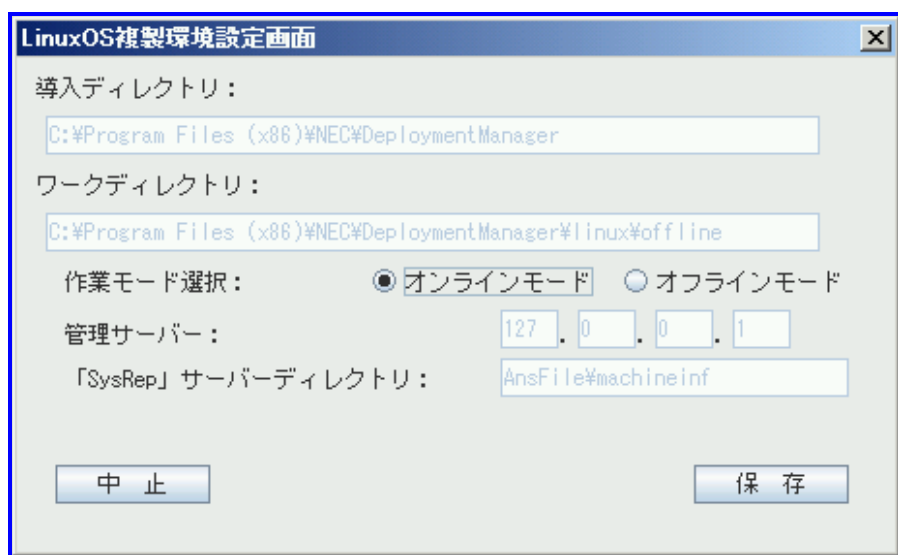 LinuxOS複製環境設定画面
導入ディレクトリ：
C:¥Program Files (x86)¥NEC¥DeploymentManager
ワークディレクトリ：
C:¥Program Files (x86)¥NEC¥DeploymentManager¥linux¥offline
作業モード選択： オンラインモード オフラインモード
管理サーバー： 127 . 0 . 0 . 1
「SysRep」サーバーディレクトリ： AnsFile¥machineinf
中 止 保 存